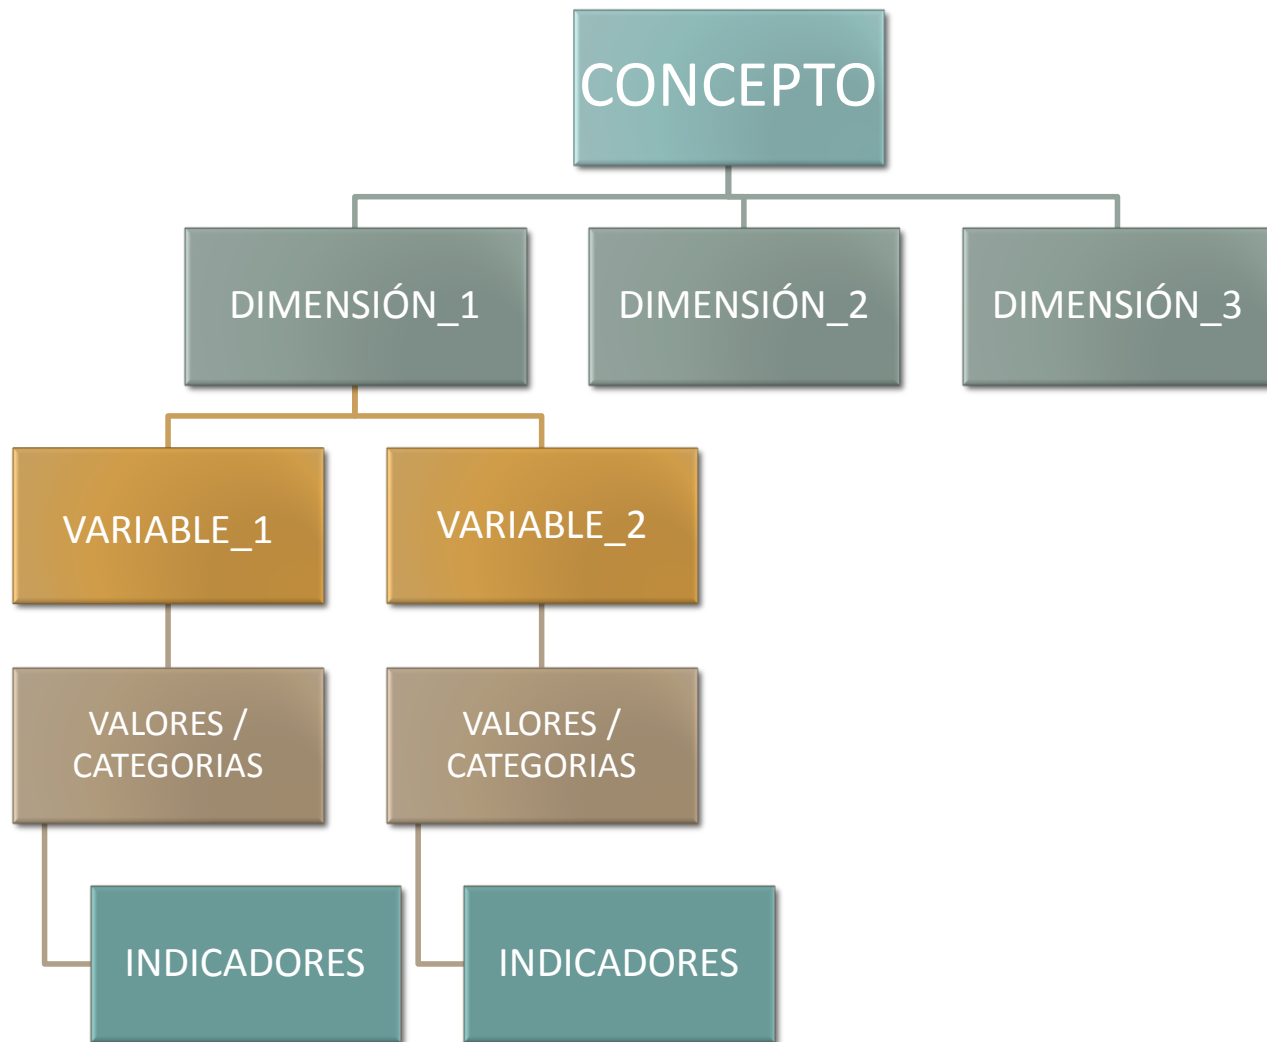 CONCEPTO
DIMENSIÓN_1
DIMENSIÓN_2
DIMENSIÓN_3
VARIABLE_1
VARIABLE_2
VALORES /
CATEGORIAS
VALORES /
CATEGORIAS
INDICADORES
INDICADORES